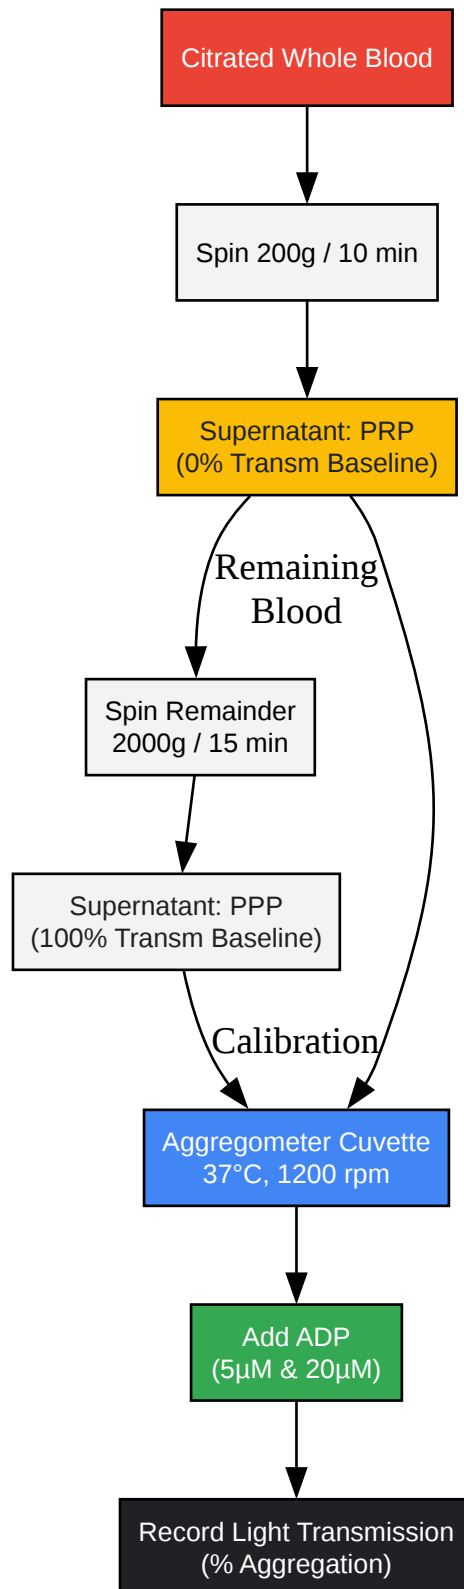 Citrated Whole Blood
Spin 200g / 10 min
Supernatant: PRP
(0% Transm Baseline)
Remaining
Blood
Spin Remainder
2000g / 15 min
Supernatant: PPP
(100% Transm Baseline)
Calibration
Aggregometer Cuvette
37°C, 1200 rpm
Add ADP
(5µM & 20µM)
Record Light Transmission
(% Aggregation)